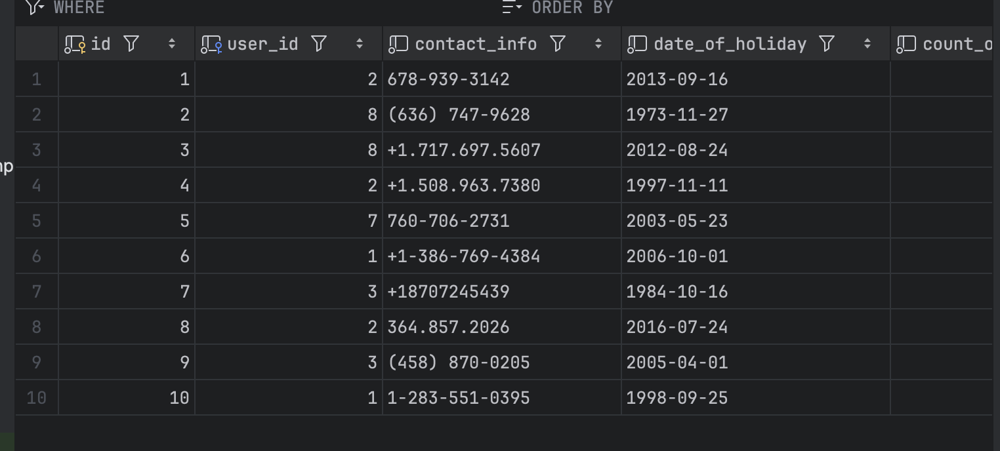 WHERE ORDER BY
id user_id contact_info date_of_holiday
1 1 2 678-939-3142 2013-09-16
2 2 8 (636) 747-9628 1973-11-27
3 3 8 +1.717.697.5607 2012-08-24
4 4 2 +1.508.963.7380 1997-11-11
5 5 7 760-706-2731 2003-05-23
6 6 1 +1-386-769-4384 2006-10-01
7 7 3 +18707245439 1984-10-16
8 8 2 364.857.2026 2016-07-24
9 9 3 (458) 870-0205 2005-04-01
10 10 1 1-283-551-0395 1998-09-25